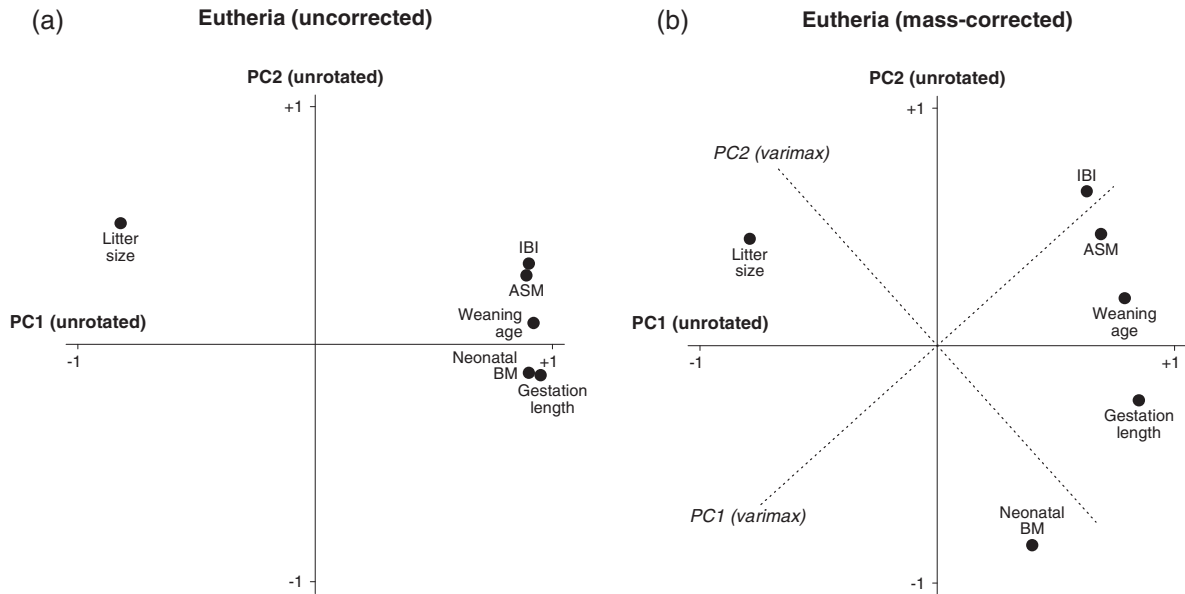 (a)
Eutheria (uncorrected)
PC2 (unrotated)
+1
Litter
size
IBI
ASM
PC1 (unrotated)
Weaning
age
-1
+1
Neonatal
BM
Gestation
length
-1
(b)
Eutheria (mass-corrected)
PC2 (unrotated)
+1
PC2 (varimax)
IBI
Litter
size
ASM
PC1 (unrotated)
Weaning
age
-1
+1
Gestation
length
PC1 (varimax)
Neonatal
BM
-1